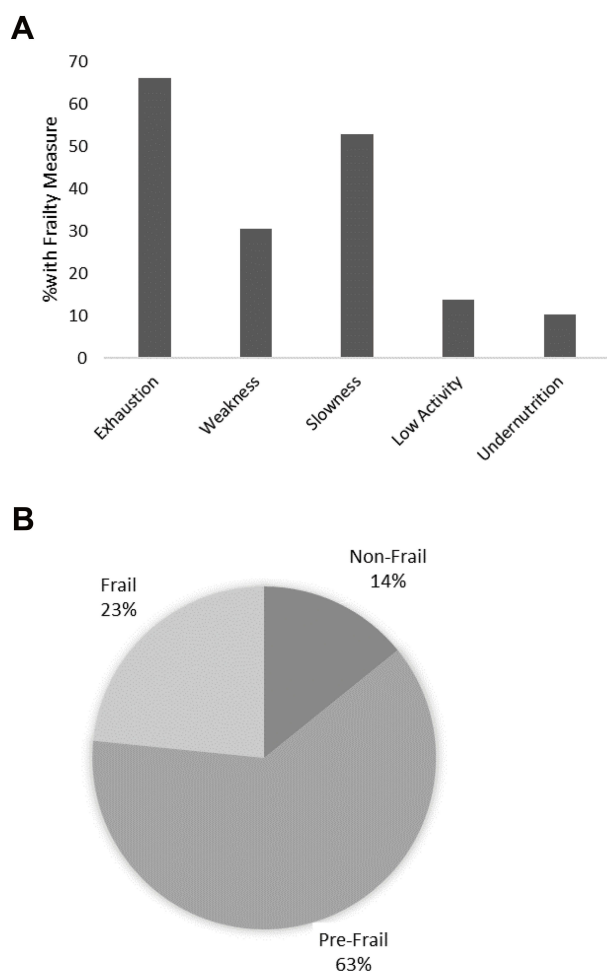 A
%with Frailty Measure
70
60
50
40
30
20
10
0
Exhaustion
Weakness
Slowness
Low Activity
Undernutrition
B
Non-Frail
14%
Frail
23%
Pre-Frail
63%